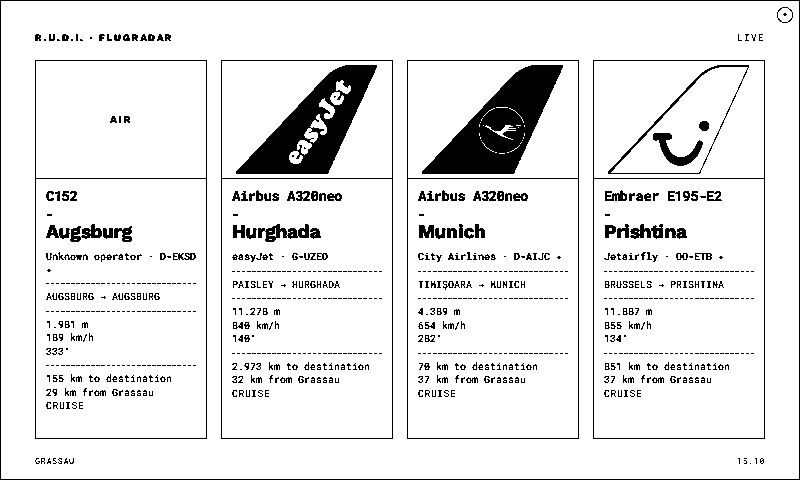 R.U.D.I. · FLUGRADAR
LIVE
AIR
C152
–
Augsburg
Unknown operator · D-EKSD
✦
AUGSBURG → AUGSBURG
1.981 m
189 km/h
333°
155 km to destination
29 km from Grassau
CRUISE
easyJet
Airbus A320neo
–
Hurghada
easyJet · G-UZEO
PAISLEY → HURGHADA
11.278 m
840 km/h
140°
2.973 km to destination
32 km from Grassau
CRUISE
Airbus A320neo
–
Munich
City Airlines · D-AIJC ✦
TIMIȘOARA → MUNICH
4.389 m
654 km/h
282°
70 km to destination
37 km from Grassau
CRUISE
Embraer E195-E2
–
Prishtina
Jetairfly · OO-ETB ✦
BRUSSELS → PRISHTINA
11.887 m
855 km/h
134°
851 km to destination
37 km from Grassau
CRUISE
GRASSAU
15.10